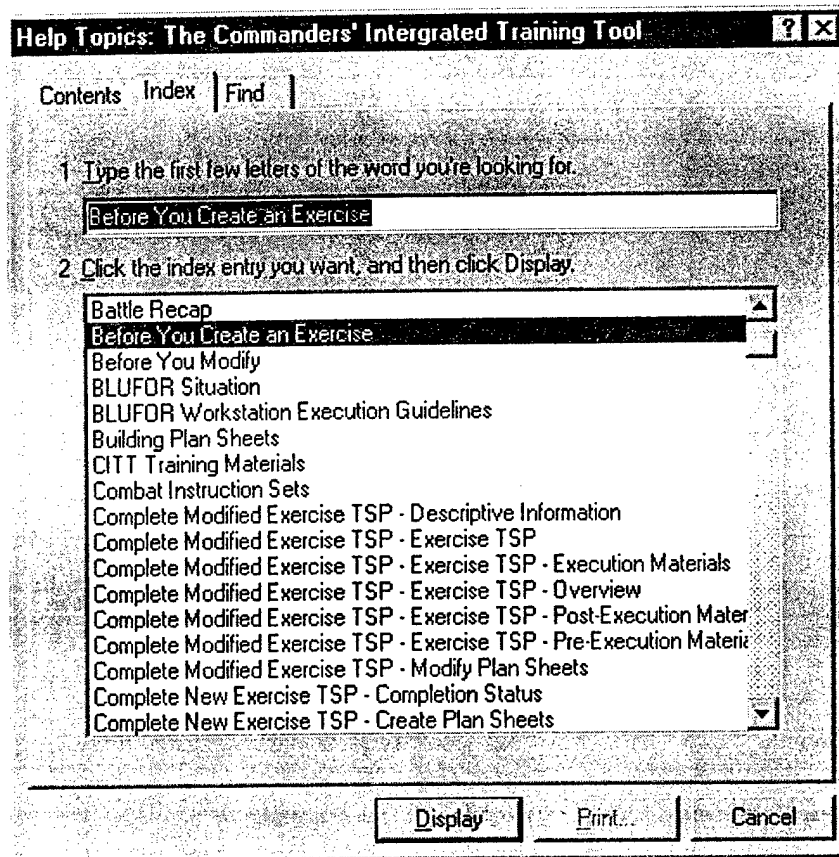 Help Topics: The Commanders' Intergrated Training Tool ? X
Contents Index Find
1 Type the first few letters of the word you're looking for.
Before You Create an Exercise
2 Click the index entry you want, and then click Display.
Battle Recap
Before You Create an Exercise
Before You Modify
BLUFOR Situation
BLUFOR Workstation Execution Guidelines
Building Plan Sheets
CITT Training Materials
Combat Instruction Sets
Complete Modified Exercise TSP - Descriptive Information
Complete Modified Exercise TSP - Exercise TSP
Complete Modified Exercise TSP - Exercise TSP - Execution Materials
Complete Modified Exercise TSP - Exercise TSP - Overview
Complete Modified Exercise TSP - Exercise TSP - Post-Execution Mater
Complete Modified Exercise TSP - Exercise TSP - Pre-Execution Materia
Complete Modified Exercise TSP - Modify Plan Sheets
Complete New Exercise TSP - Completion Status
Complete New Exercise TSP - Create Plan Sheets
Display Print... Cancel